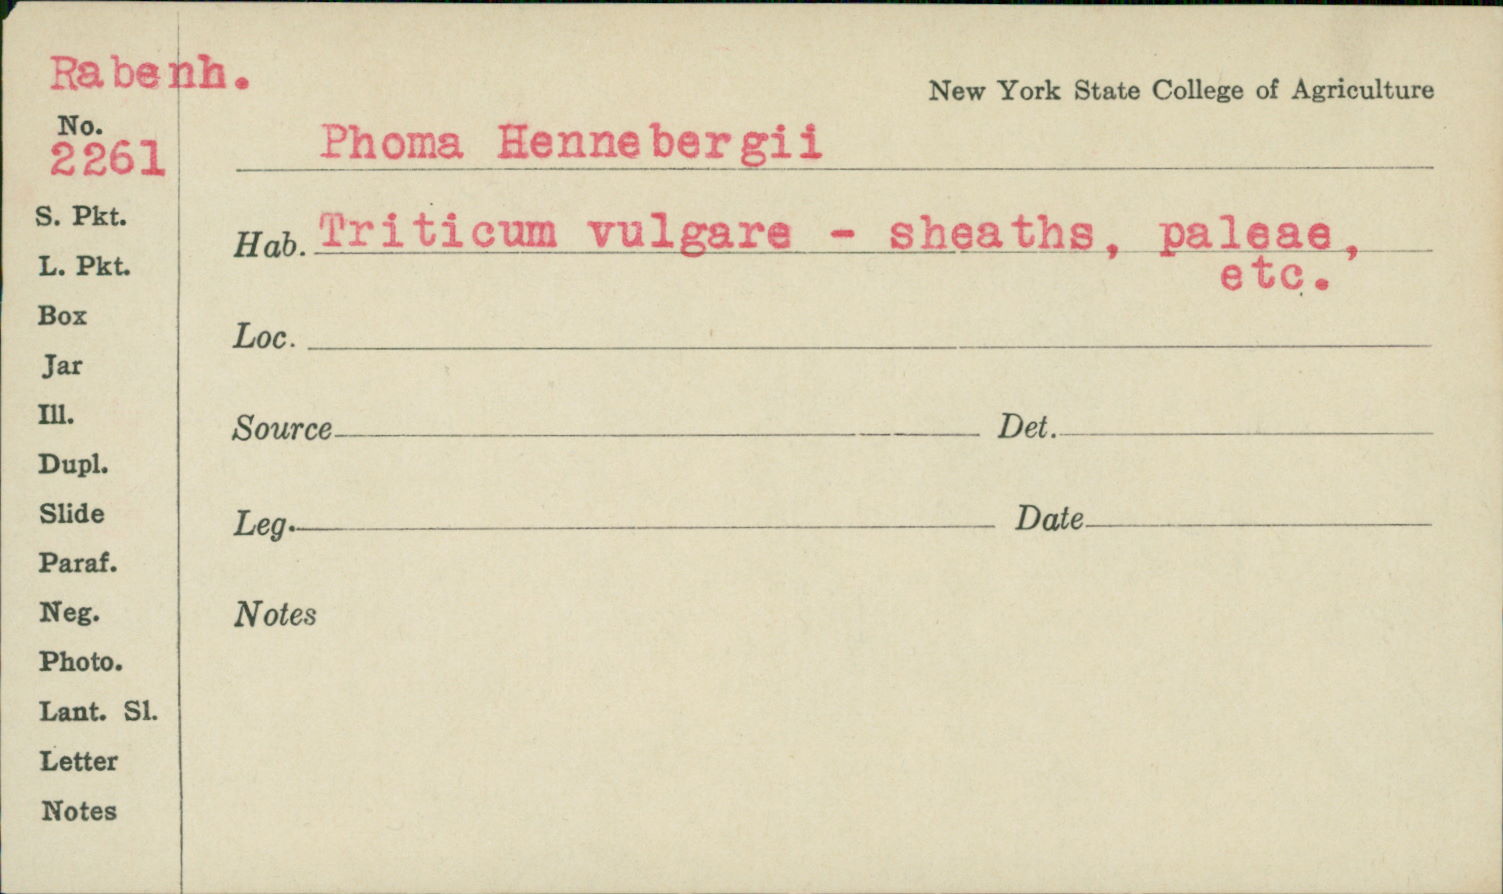 Rabenh.
New York State College of Agriculture
No.
2261
Phoma Hennebergii
S. Pkt.
Hab. Triticum vulgare - sheaths, paleae,
etc.
L. Pkt.
Box
Loc.
Jar
Ill.
Source Det.
Dupl.
Slide
Leg. Date
Paraf.
Neg.
Notes
Photo.
Lant. Sl.
Letter
Notes